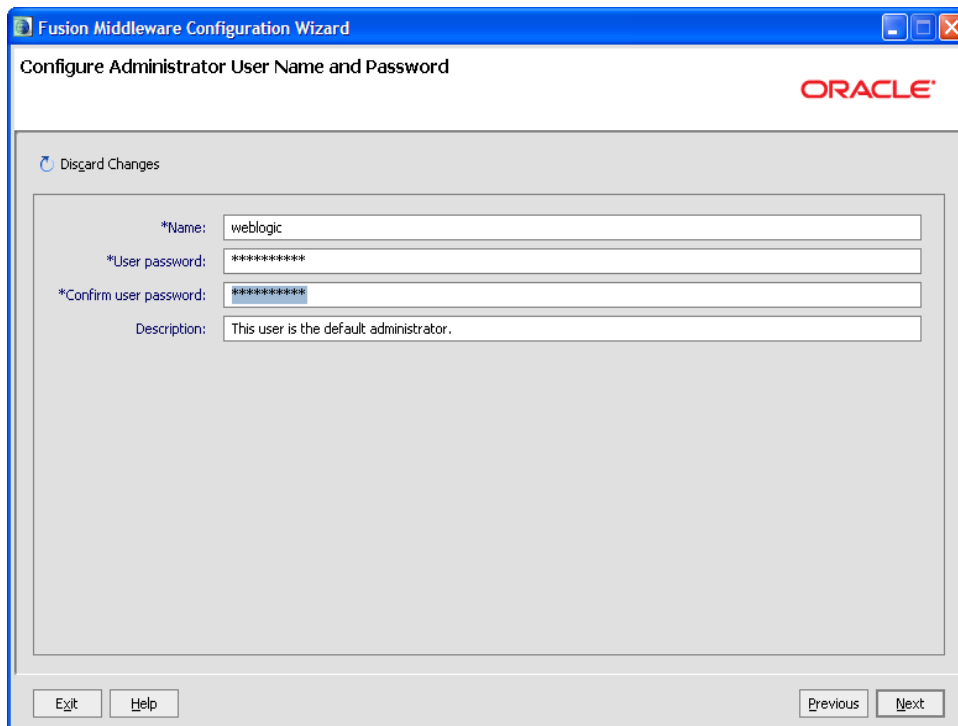 Fusion Middleware Configuration Wizard
Configure Administrator User Name and Password
ORACLE
Discard Changes
*Name: weblogic
*User password: **********
*Confirm user password: **********
Description: This user is the default administrator.
Exit Help Previous Next